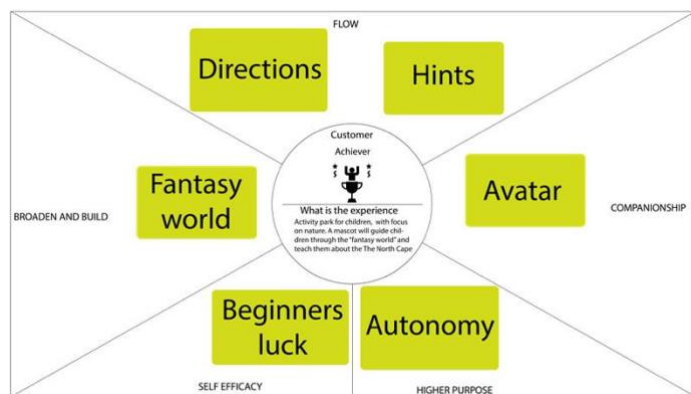 FLOW
Directions
Hints
Customer
Achiever
What is the experience
Activity park for children, with focus
on nature. A mascot will guide chil-
dren through the "fantasy world" and
teach them about the The North Cape
Fantasy
world
BROADEN AND BUILD
Avatar
COMPANIONSHIP
Beginners
luck
Autonomy
SELF EFFICACY
HIGHER PURPOSE